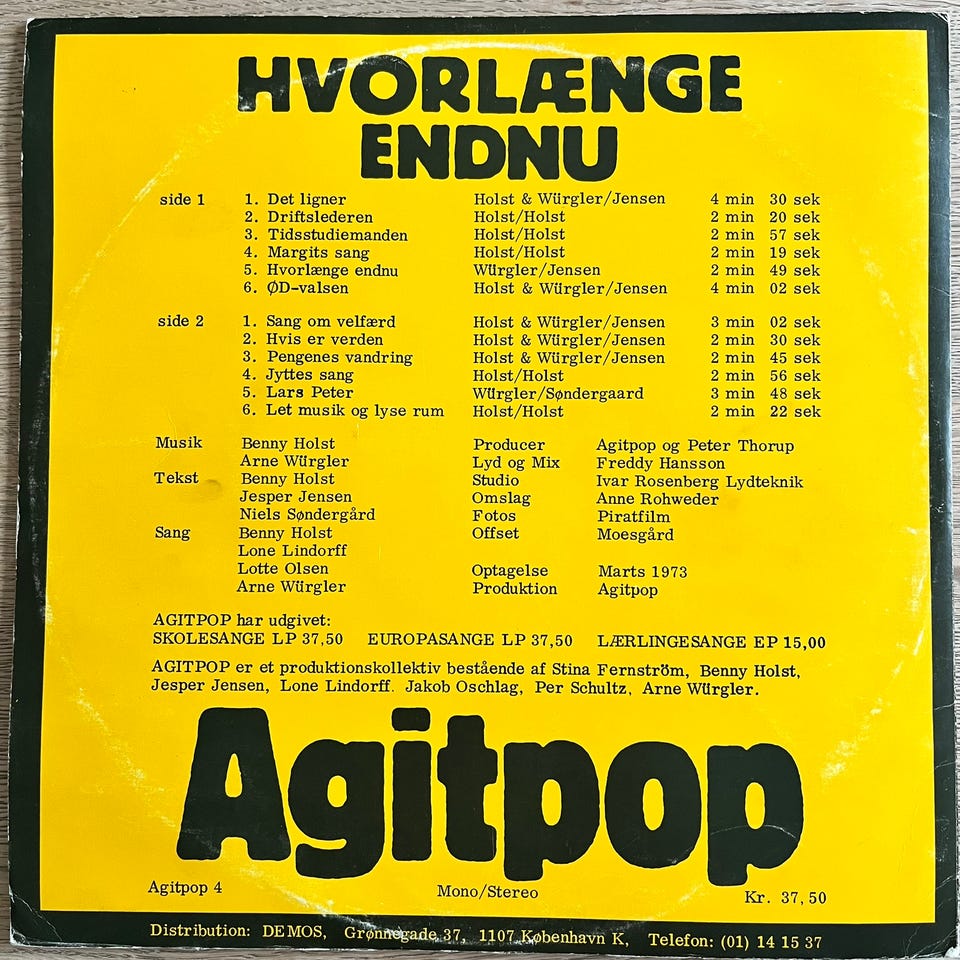 HVORLÆNGE
ENDNU
side 1 1. Det ligner Holst & Würgler/Jensen 4 min 30 sek
2. Driftslederen Holst/Holst 2 min 20 sek
3. Tidsstudiemanden Holst/Holst 2 min 57 sek
4. Margits sang Holst/Holst 2 min 19 sek
5. Hvorlænge endnu Würgler/Jensen 2 min 49 sek
6. ØD-valsen Holst & Würgler/Jensen 4 min 02 sek
side 2 1. Sang om velfærd Holst & Würgler/Jensen 3 min 02 sek
2. Hvis er verden Holst & Würgler/Jensen 2 min 30 sek
3. Pengenes vandring Holst & Würgler/Jensen 2 min 45 sek
4. Jyttes sang Holst/Holst 2 min 56 sek
5. Lars Peter Würgler/Søndergaard 3 min 48 sek
6. Let musik og lyse rum Holst/Holst 2 min 22 sek
Musik Benny Holst Producer Agitpop og Peter Thorup
Arne Würgler Lyd og Mix Freddy Hansson
Tekst Benny Holst Studio Ivar Rosenberg Lydteknik
Jesper Jensen Omslag Anne Rohweder
Niels Søndergård Fotos Piratfilm
Sang Benny Holst Offset Moesgård
Lone Lindorff
Lotte Olsen Optagelse Marts 1973
Arne Würgler Produktion Agitpop
AGITPOP har udgivet:
SKOLESANGE LP 37,50 EUROPASANGE LP 37,50 LÆRLINGESANGE EP 15,00
AGITPOP er et produktionskollektiv bestående af Stina Fernström, Benny Holst,
Jesper Jensen, Lone Lindorff. Jakob Oschlag, Per Schultz, Arne Würgler.
Agitpop
Agitpop 4 Mono/Stereo Kr. 37,50
Distribution: DEMOS, Grønnegade 37, 1107 København K, Telefon: (01) 14 15 37